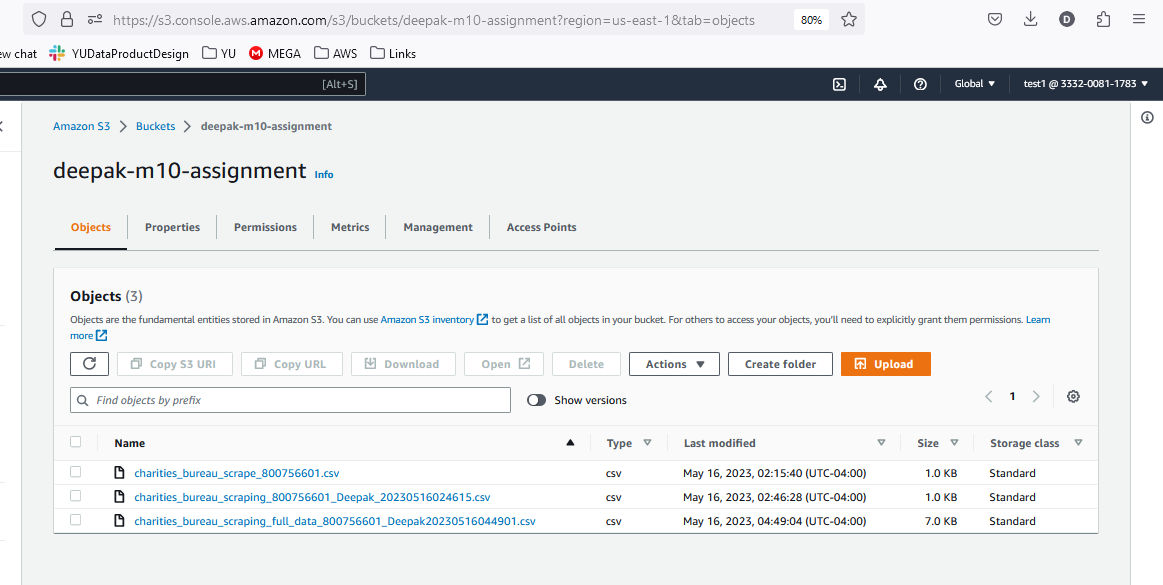 https://s3.console.aws.amazon.com/s3/buckets/deepak-m10-assignment?region=us-east-1&tab=objects 80% D
ew chat YUDataProductDesign YU M MEGA AWS Links
[Alt+S] Global ▼ test1 @ 3332-0081-1783 ▼
Amazon S3 > Buckets > deepak-m10-assignment
deepak-m10-assignment Info
Objects Properties Permissions Metrics Management Access Points
Objects (3)
Objects are the fundamental entities stored in Amazon S3. You can use Amazon S3 inventory to get a list of all objects in your bucket. For others to access your objects, you'll need to explicitly grant them permissions. Learn
more
Copy S3 URI Copy URL Download Open Delete Actions ▼ Create folder Upload
Find objects by prefix Show versions < 1 >
Name ▲ Type ▽ Last modified ▽ Size ▽ Storage class ▽
charities_bureau_scrape_800756601.csv csv May 16, 2023, 02:15:40 (UTC-04:00) 1.0 KB Standard
charities_bureau_scraping_800756601_Deepak_20230516024615.csv csv May 16, 2023, 02:46:28 (UTC-04:00) 1.0 KB Standard
charities_bureau_scraping_full_data_800756601_Deepak20230516044901.csv csv May 16, 2023, 04:49:04 (UTC-04:00) 7.0 KB Standard